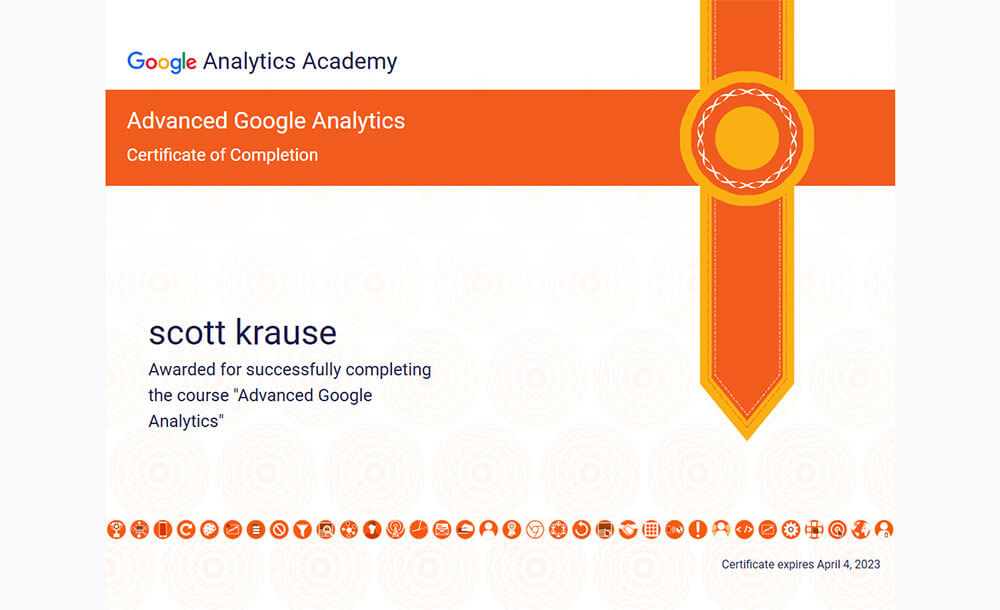 Google Analytics Academy
Advanced Google Analytics
Certificate of Completion
scott krause
Awarded for successfully completing
the course "Advanced Google
Analytics"
Certificate expires April 4, 2023